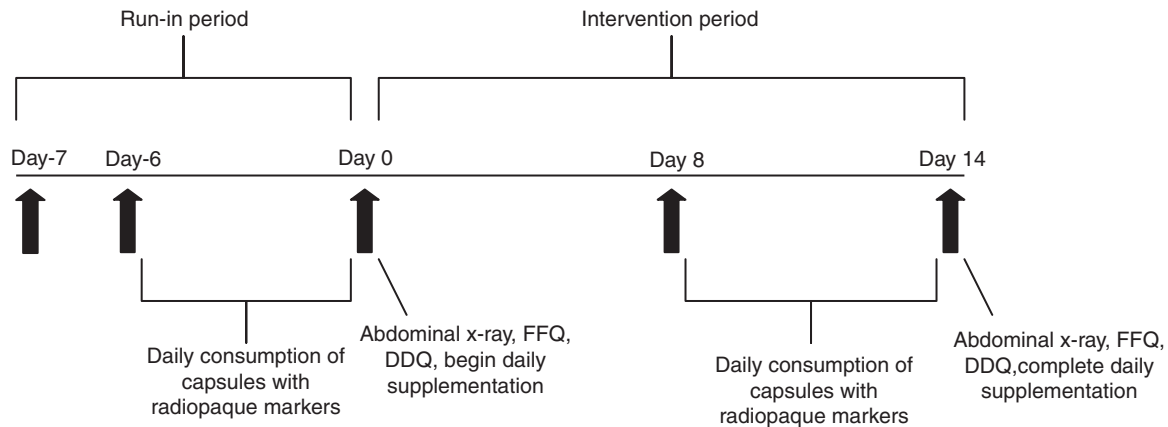 Run-in period
Intervention period
Day-7
Day-6
Day 0
Day 8
Day 14
Daily consumption of
capsules with
radiopaque markers
Abdominal x-ray, FFQ,
DDQ, begin daily
supplementation
Daily consumption of
capsules with
radiopaque markers
Abdominal x-ray, FFQ,
DDQ,complete daily
supplementation